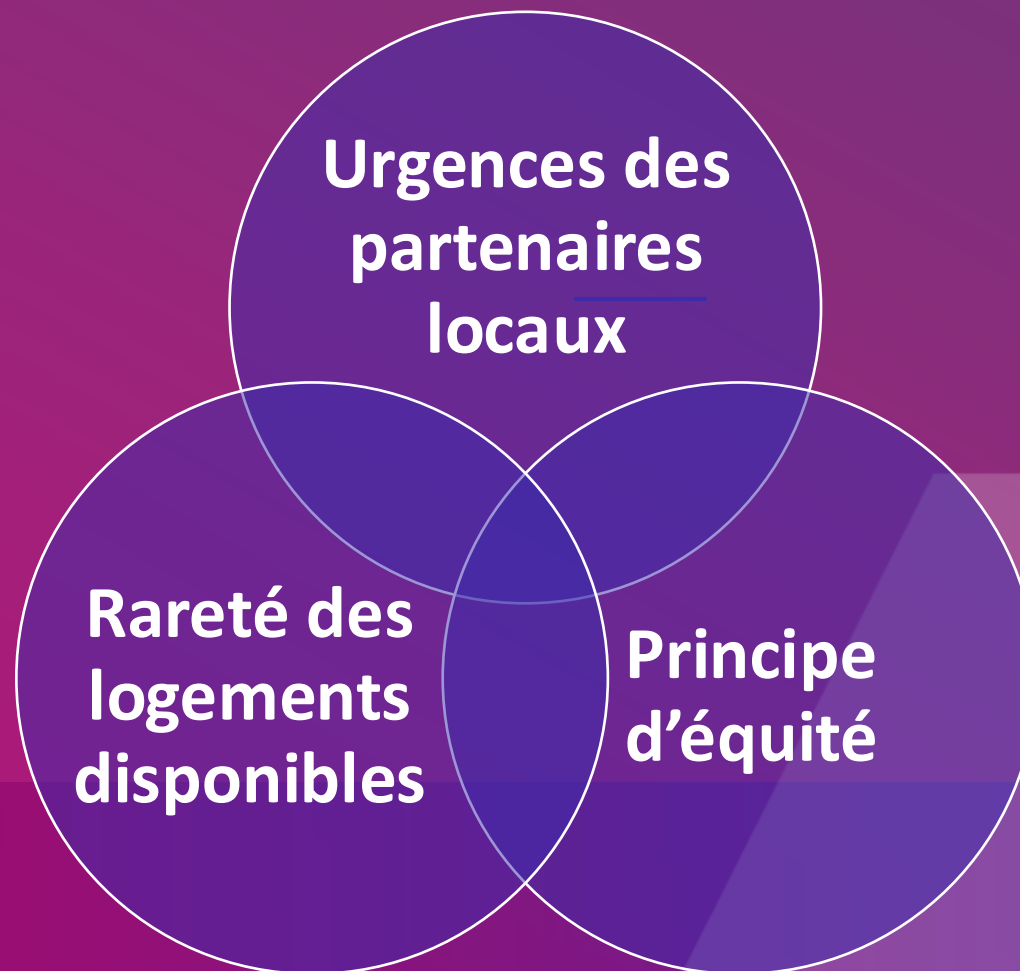 Urgences des
partenaires
locaux
Rareté des
logements
disponibles
Principe
d’équité